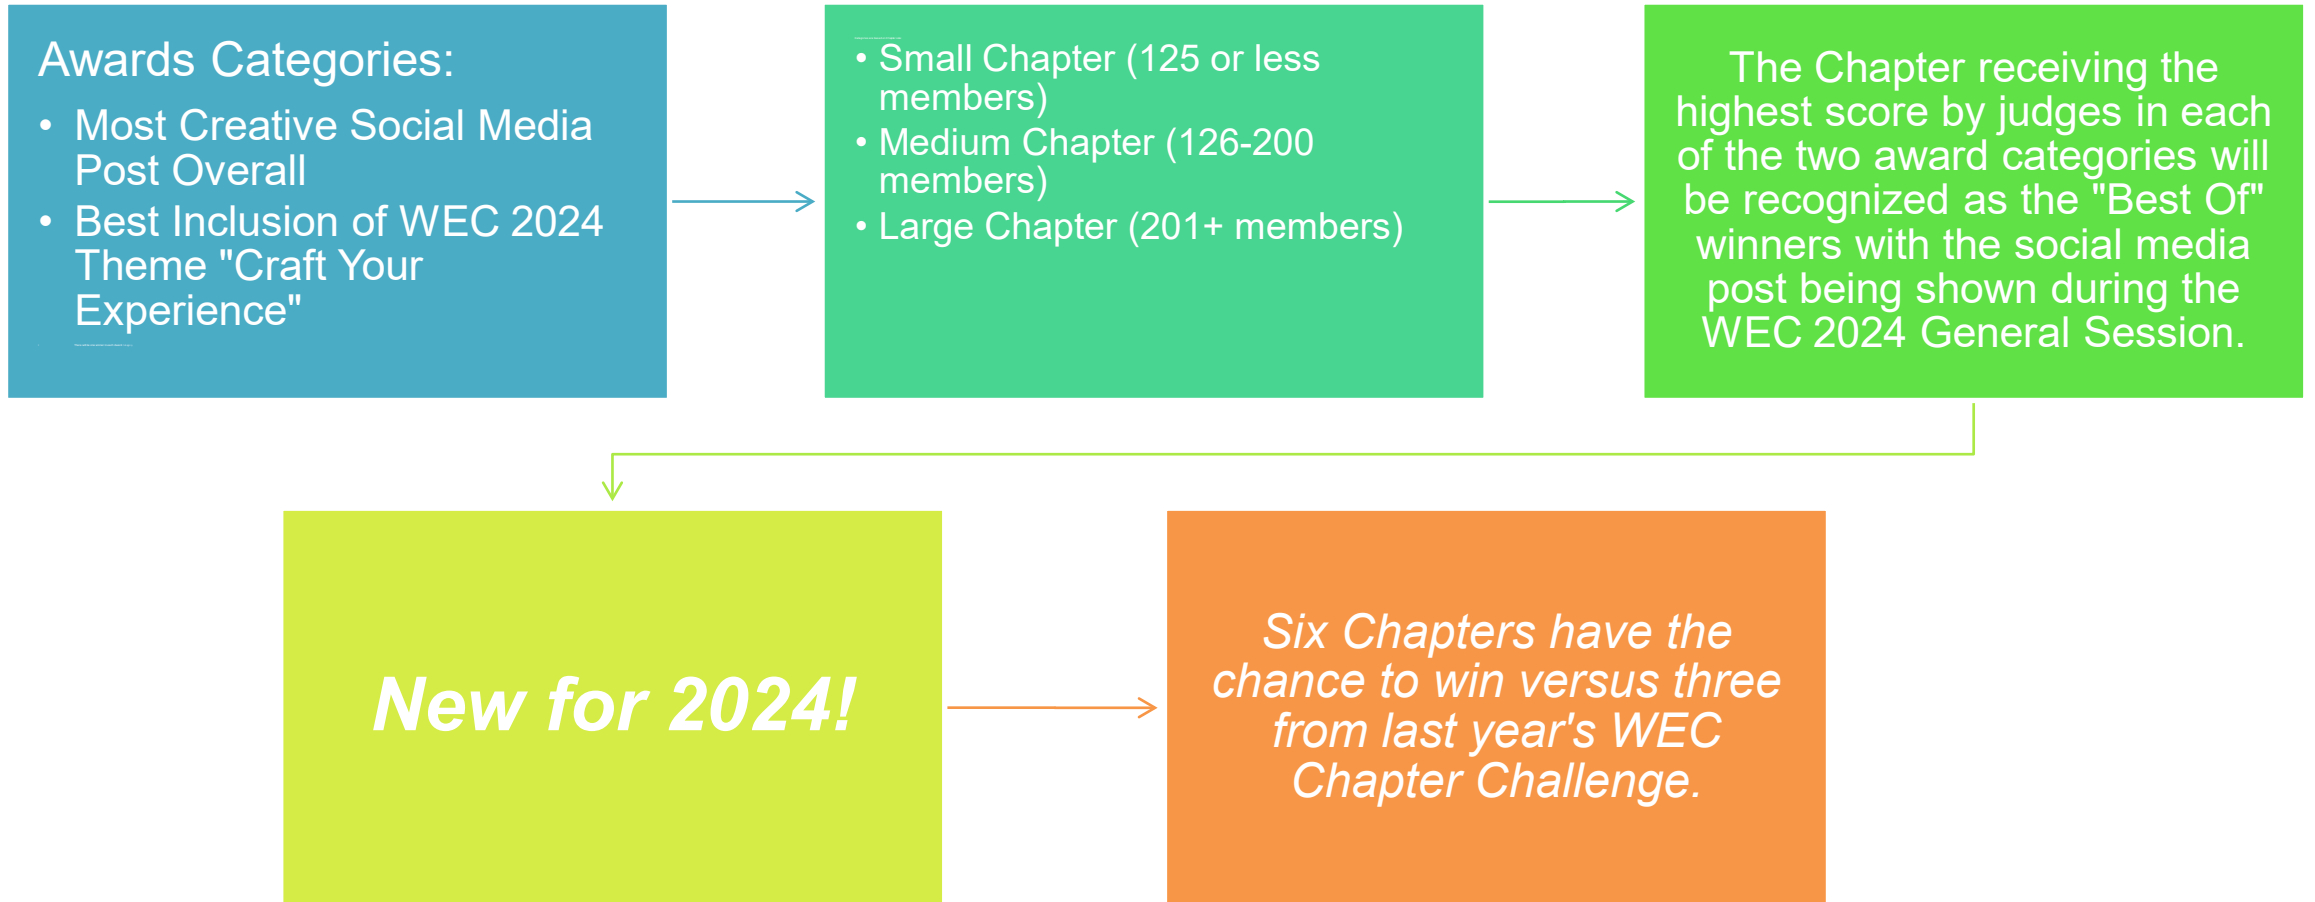 Awards Categories:
• Most Creative Social Media
Post Overall
• Best Inclusion of WEC 2024
Theme "Craft Your
Experience"
• Small Chapter (125 or less
members)
• Medium Chapter (126-200
members)
• Large Chapter (201+ members)
The Chapter receiving the
highest score by judges in each
of the two award categories will
be recognized as the "Best Of"
winners with the social media
post being shown during the
WEC 2024 General Session.
New for 2024!
Six Chapters have the
chance to win versus three
from last year's WEC
Chapter Challenge.